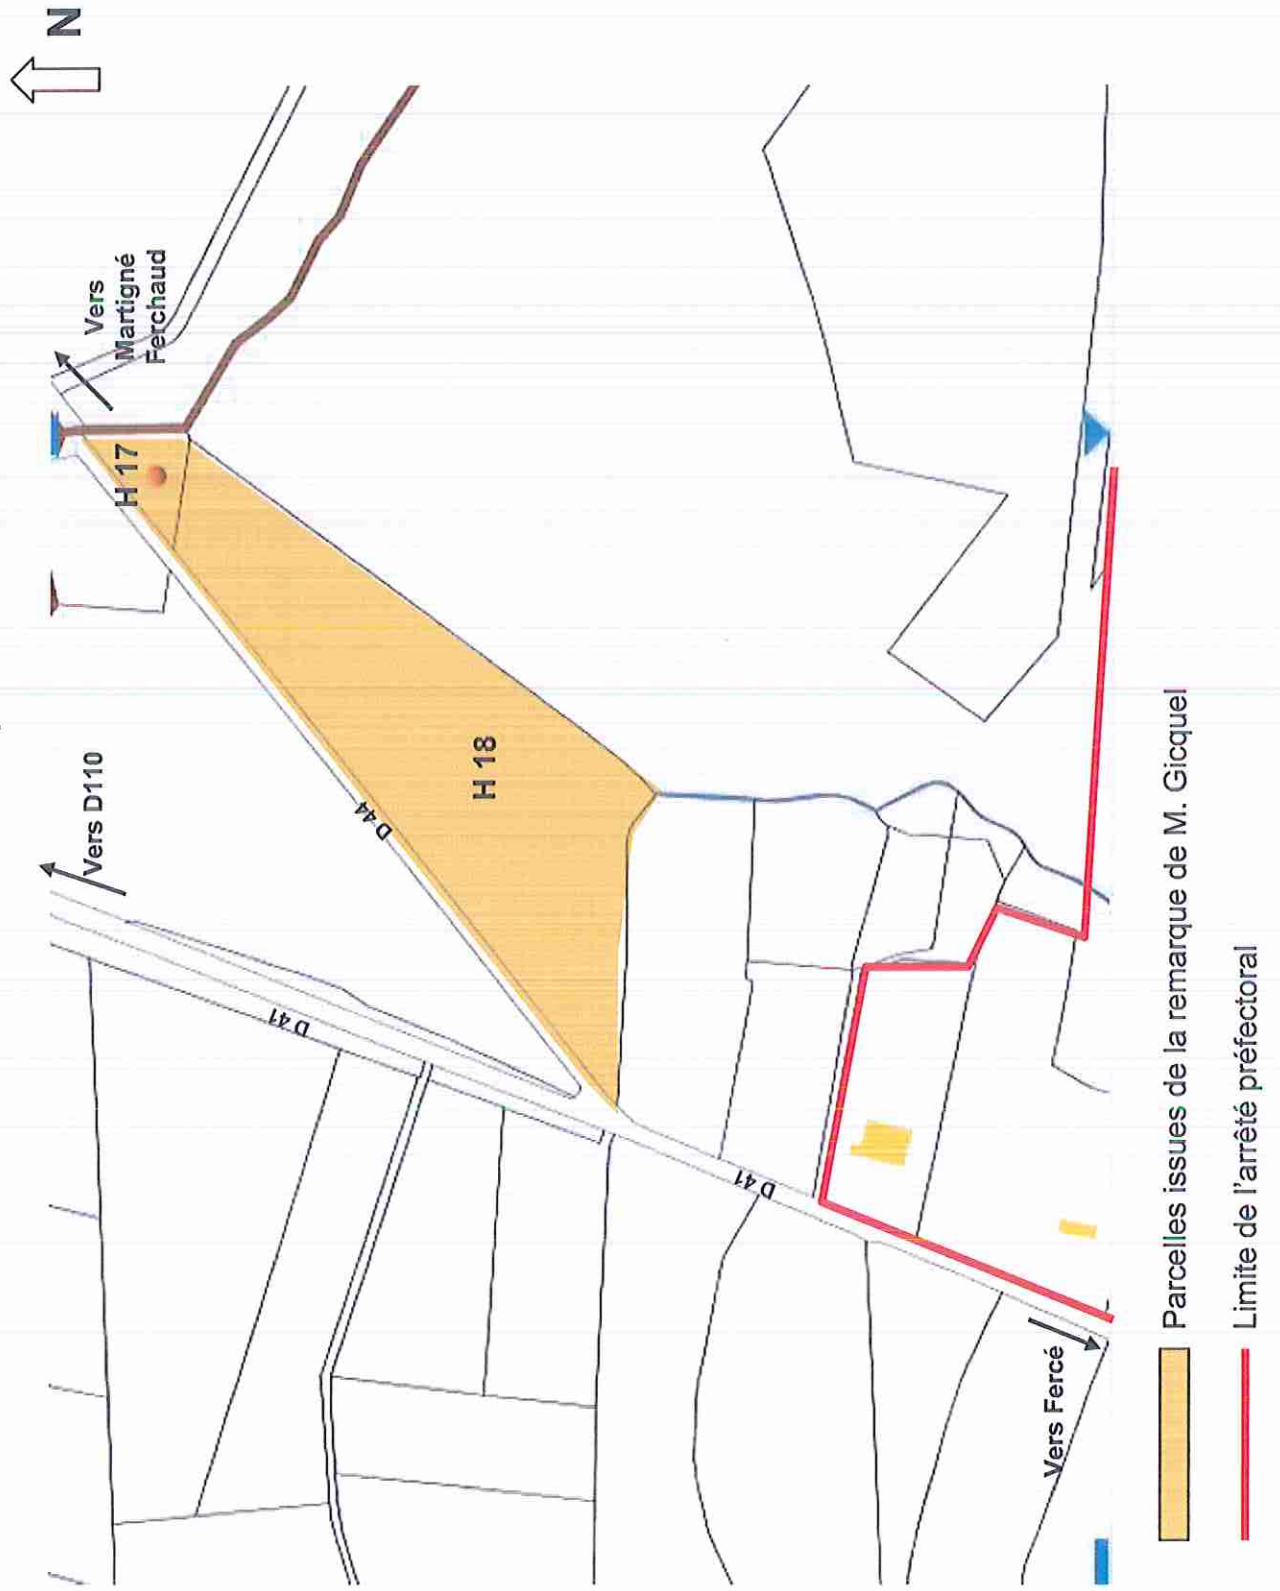 N
Vers
Martigné
Ferchaud
H 17
Vers D110
D 44
H 18
D 41
D 41
Vers Fercé
Parcelles issues de la remarque de M. Gicquel
Limite de l'arrêté préfectoral